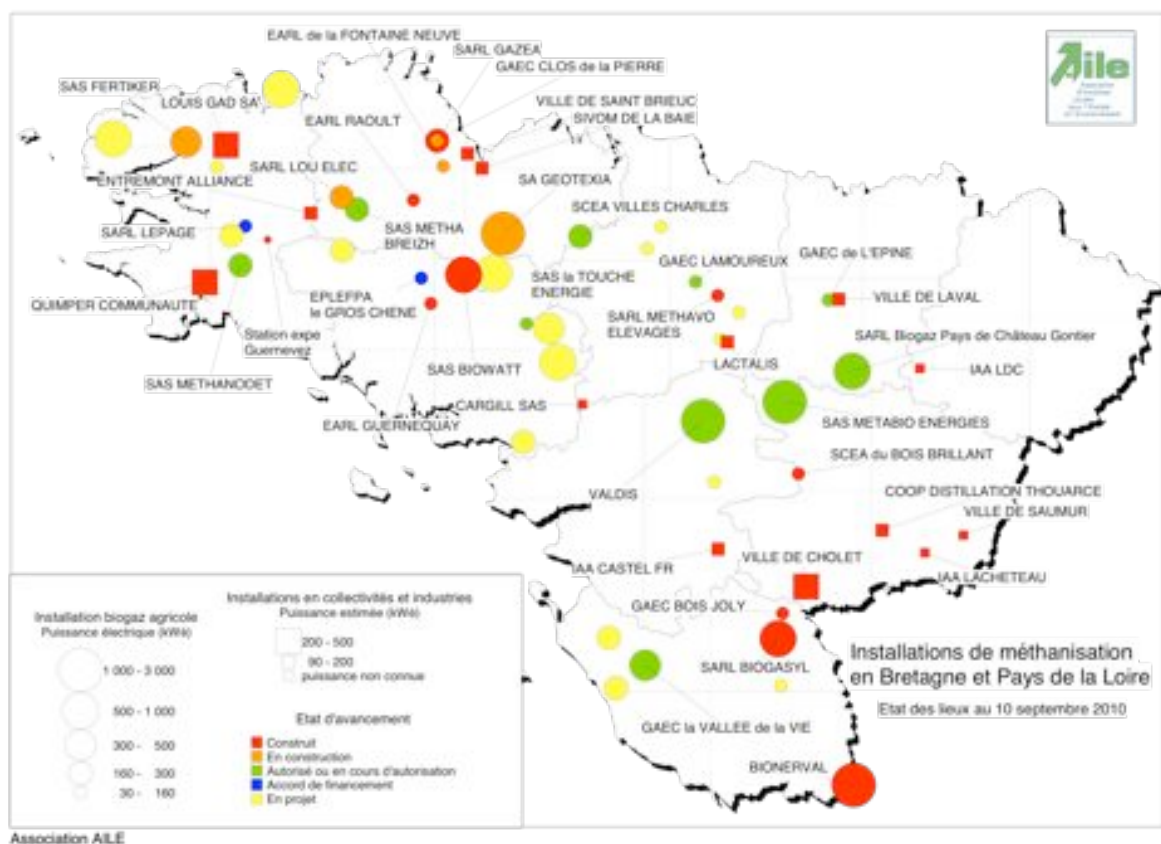 EARL de la FONTAINE NEUVE
SARL GAZEA
GAEC CLOS de la PIERRE
SAS FERTIKER
LOUIS GAD SA
VILLE DE SAINT BRIEUC
SIVOM DE LA BAIE
EARL RAOULT
Aile
SARL LOU ELEC
ENTREMONT ALLIANCE
SA GEOTEXIA
SCEA VILLES CHARLES
SARL LEPAGE
SAS METHA
BREIZH
GAEC de L'EPINE
GAEC LAMOUREUX
SAS la TOUCHE
ENERGIE
QUIMPER COMMUNAUTE
EPLEFPA
le GROS CHENE
VILLE DE LAVAL
SARL METHAVO
ELEVAGES
SARL Biogaz Pays de Château Gontier
Station expe
Guernevez
LACTALIS
IAA LDC
SAS METHANODET
SAS BIOWATT
CARGILL SAS
EARL GUERNEQUAY
SAS METABIO ENERGIES
SCEA du BOIS BRILLANT
VALDIS
COOP DISTILLATION THOUARCE
VILLE DE SAUMUR
IAA CASTEL FR
VILLE DE CHOLET
IAA LACHETEAU
GAEC BOIS JOLY
SARL BIOGASYL
GAEC la VALLEE de la VIE
BIONERVAL
Installations de méthanisation
en Bretagne et Pays de la Loire
Etat des lieux au 10 septembre 2010
Installation biogaz agricole
Puissance électrique (kWé)
1 000 - 3 000
500 - 1 000
300 - 500
160 - 300
30 - 160
Installations en collectivités et industries
Puissance estimée (kWé)
200 - 500
90 - 200
puissance non connue
Etat d'avancement
Construit
En construction
Autorisé ou en cours d'autorisation
Accord de financement
En projet
Association AILE